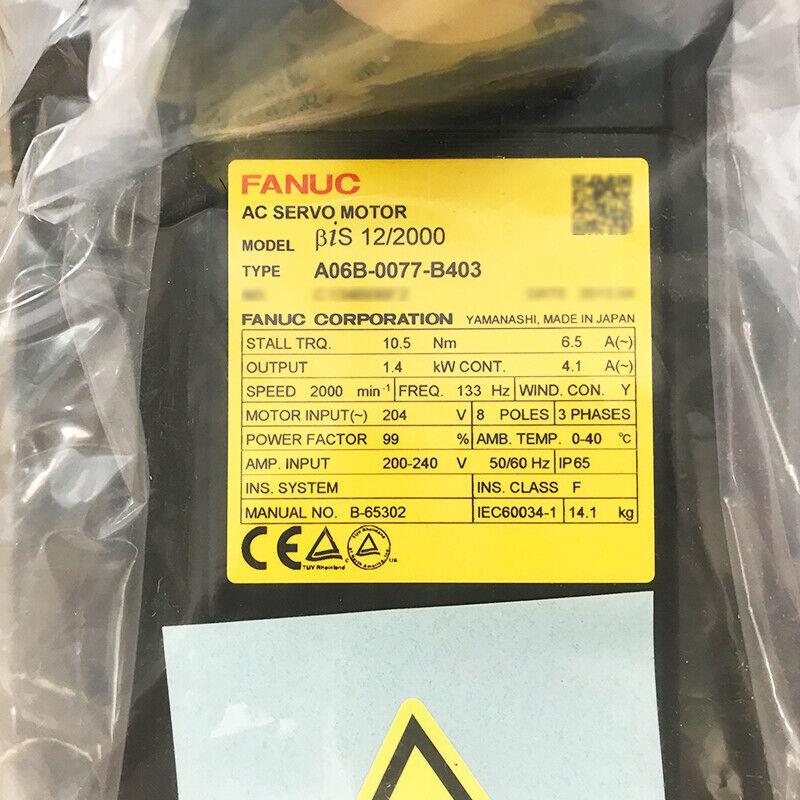 FANUC
AC SERVO MOTOR
MODEL βiS 12/2000
TYPE A06B-0077-B403
FANUC CORPORATION YAMANASHI, MADE IN JAPAN
STALL TRQ. 10.5 Nm 6.5 A(~)
OUTPUT 1.4 kW CONT. 4.1 A(~)
SPEED 2000 min-1 FREQ. 133 Hz WIND. CON. Y
MOTOR INPUT(~) 204 V 8 POLES 3 PHASES
POWER FACTOR 99 % AMB. TEMP. 0-40 ℃
AMP. INPUT 200-240 V 50/60 Hz IP65
INS. SYSTEM INS. CLASS F
MANUAL NO. B-65302 IEC60034-1 14.1 kg
CE
TUV Rheinland
C US